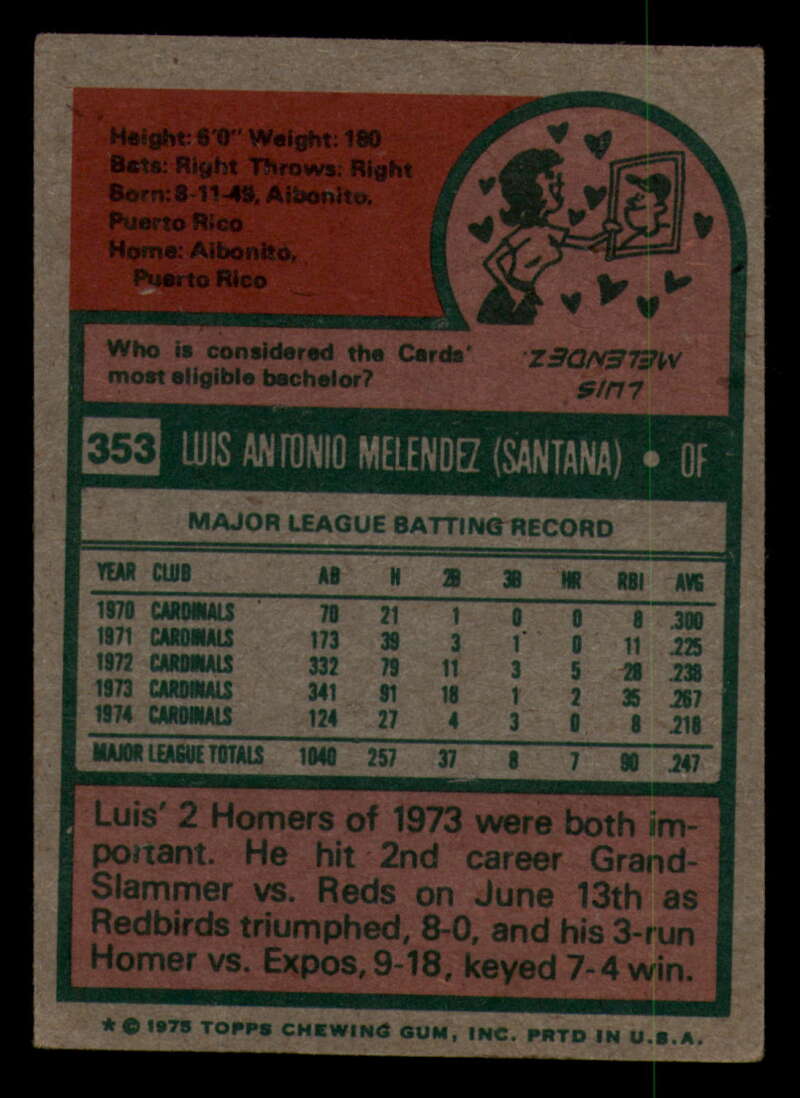 Height: 6'0" Weight: 180
Bats: Right Throws: Right
Born: 8-11-49, Aibonito,
Puerto Rico
Home: Aibonito,
Puerto Rico
Who is considered the Cards'
most eligible bachelor?
LUIS
MELENDEZ.
353 LUIS ANTONIO MELENDEZ (SANTANA) • OF
MAJOR LEAGUE BATTING RECORD
YEAR CLUB AB H 2B 3B HR RBI AVG
1970 CARDINALS 70 21 1 0 0 8 .300
1971 CARDINALS 173 39 3 1 0 11 .225
1972 CARDINALS 332 79 11 3 5 28 .238
1973 CARDINALS 341 91 18 1 2 35 .267
1974 CARDINALS 124 27 4 3 0 8 .218
MAJOR LEAGUE TOTALS 1040 257 37 8 7 90 .247
Luis' 2 Homers of 1973 were both im-
portant. He hit 2nd career Grand-
Slammer vs. Reds on June 13th as
Redbirds triumphed, 8-0, and his 3-run
Homer vs. Expos, 9-18, keyed 7-4 win.
* © 1975 TOPPS CHEWING GUM, INC. PRTD IN U.S.A.